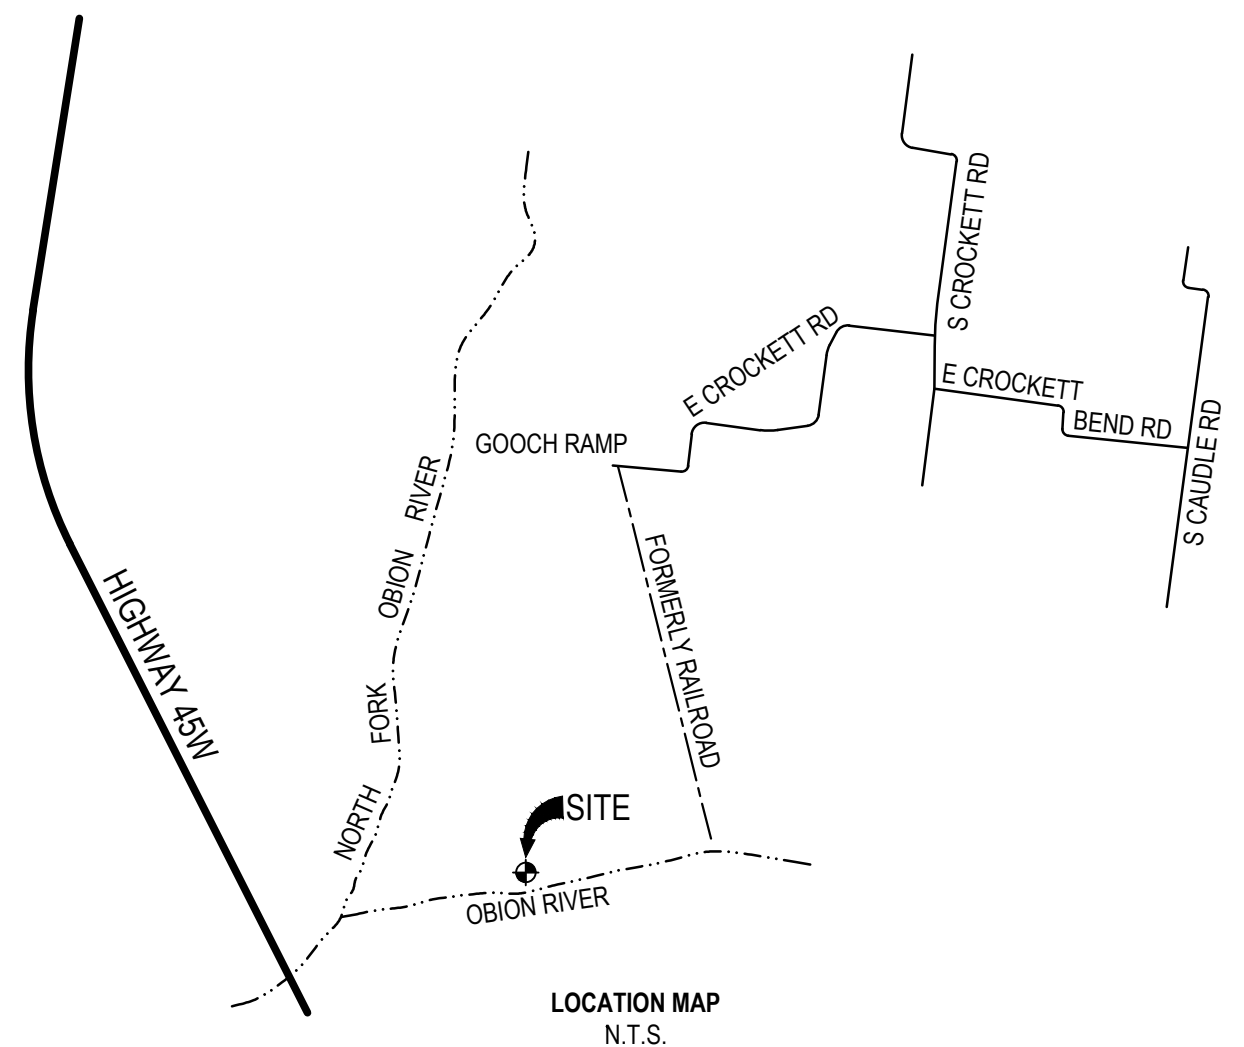 S CROCKETT RD
E CROCKETT RD
E CROCKETT
BEND RD
S CAUDLE RD
GOOCH RAMP
NORTH FORK OBION RIVER
FORMERLY RAILROAD
HIGHWAY 45W
SITE
OBION RIVER
LOCATION MAP
N.T.S.